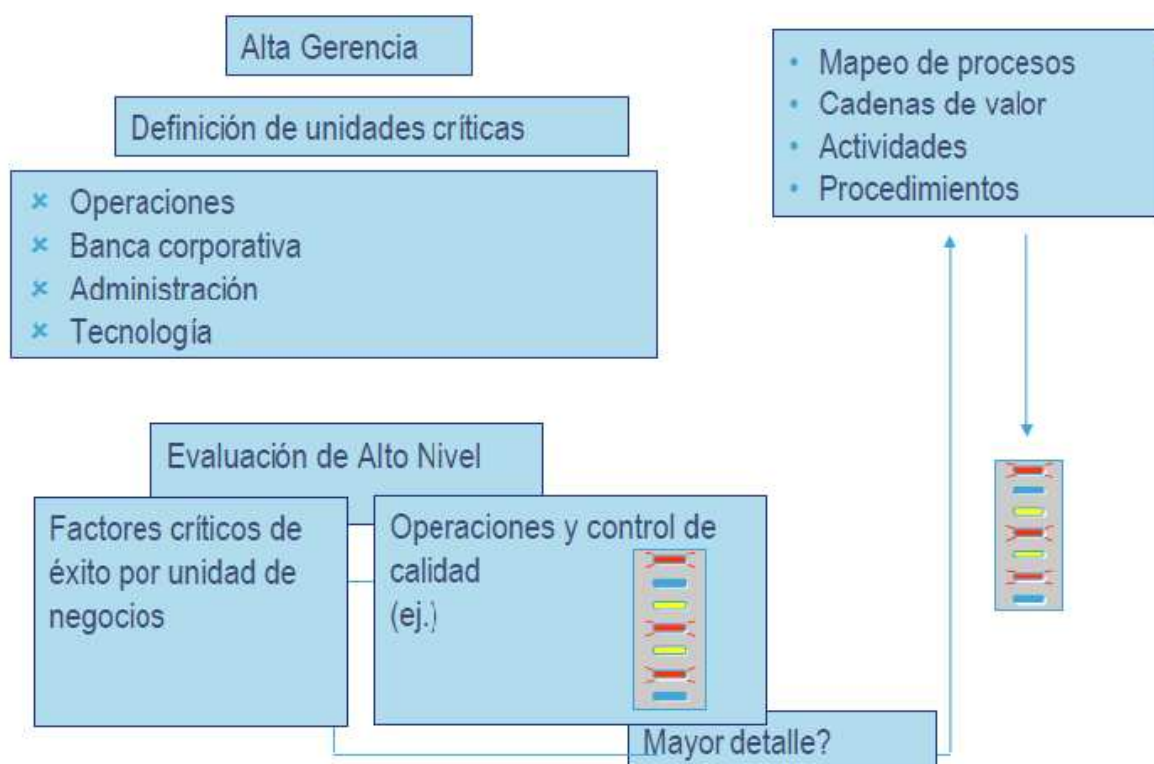 Alta Gerencia
Definición de unidades críticas
× Operaciones
× Banca corporativa
× Administración
× Tecnología
Evaluación de Alto Nivel
Factores críticos de
éxito por unidad de
negocios
Operaciones y control de
calidad
(ej.)
Mayor detalle?
• Mapeo de procesos
• Cadenas de valor
• Actividades
• Procedimientos